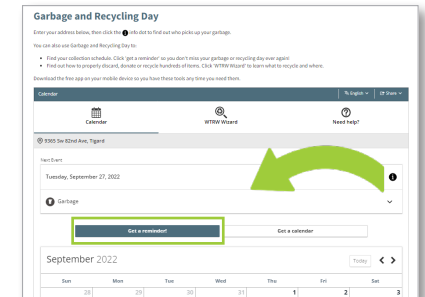 Garbage and Recycling Day
Enter your address below, then click the info dot to find out who picks up your garbage.
You can also use Garbage and Recycling Day to:
Find your collection schedule. Click 'get a reminder' so you don't miss your garbage or recycling day ever again!
Find out how to properly discard, donate or recycle hundreds of items. Click 'WTRW Wizard' to learn what to recycle and where.
Download the free app on your mobile device so you have these tools any time you need them.
Calendar English Share
Calendar WTRW Wizard Need help?
9365 Sw 82nd Ave, Tigard
Next Event
Tuesday, September 27, 2022
Garbage
Get a reminder! Get a calendar
September 2022 Today
Sun Mon Tue Wed Thu Fri Sat
28 29 30 31 1 2 3